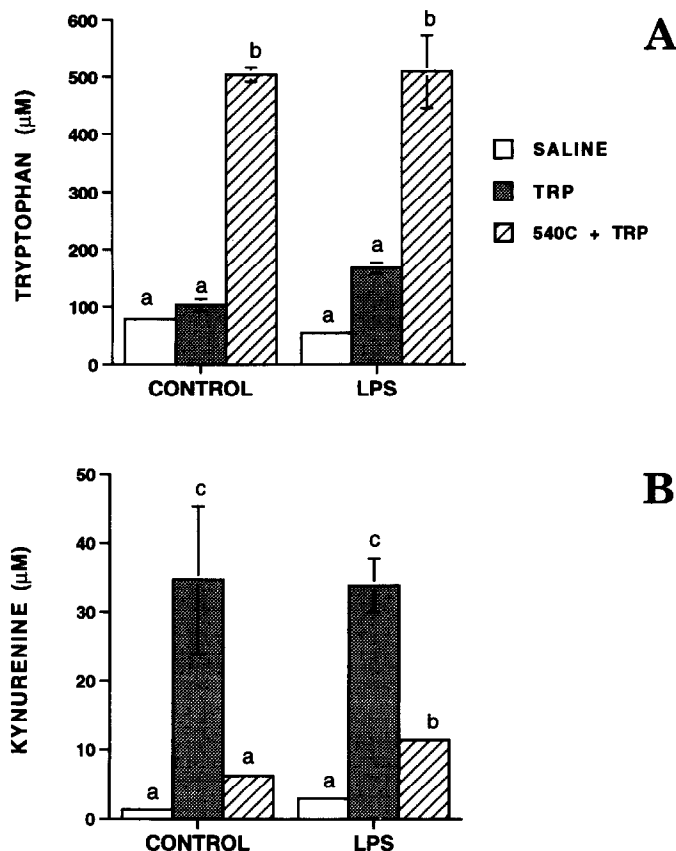 A
TRYPTOPHAN (µM)
600
500
400
300
200
100
0
a
a
b
a
a
b
CONTROL
LPS
SALINE
TRP
540C + TRP
B
KYNURENINE (µM)
50
40
30
20
10
0
a
c
a
a
c
b
CONTROL
LPS